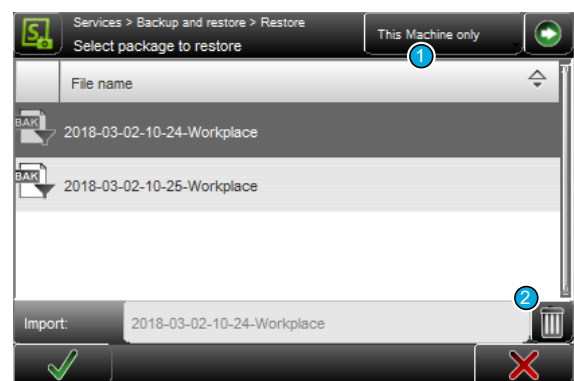 Services > Backup and restore > Restore
Select package to restore
This Machine only
1
File name
BAK
2018-03-02-10-24-Workplace
BAK
2018-03-02-10-25-Workplace
2
Import:
2018-03-02-10-24-Workplace